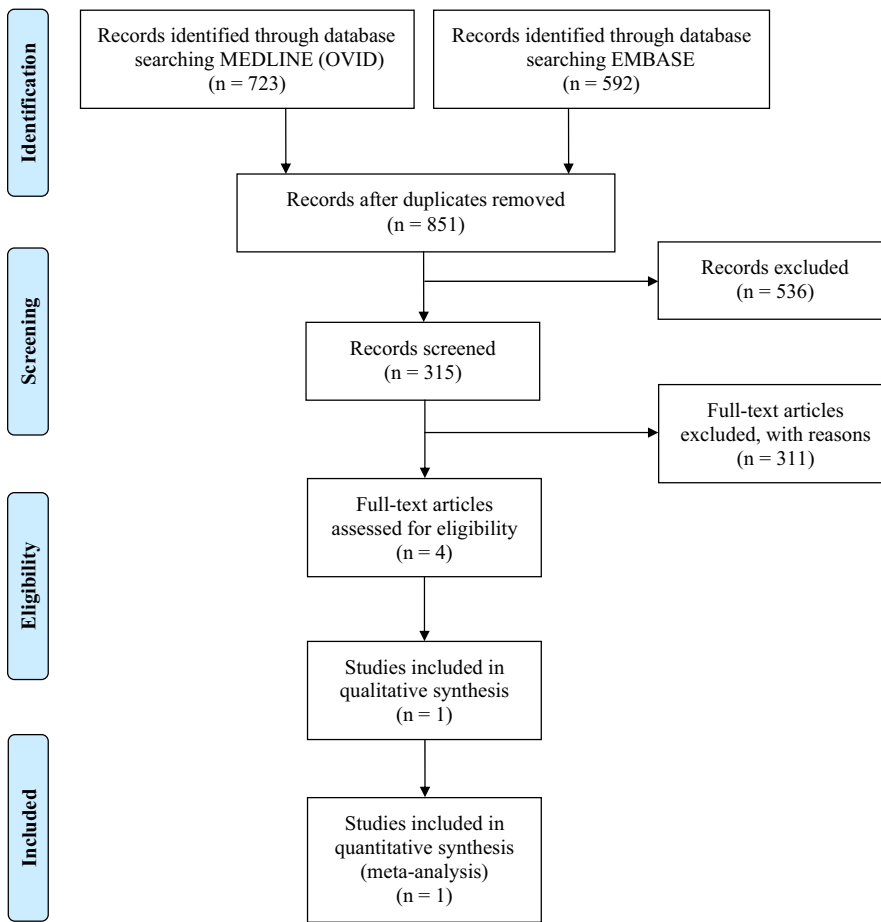 Identification
Records identified through database
searching MEDLINE (OVID)
(n = 723)
Records identified through database
searching EMBASE
(n = 592)
Records after duplicates removed
(n = 851)
Screening
Records excluded
(n = 536)
Records screened
(n = 315)
Full-text articles
excluded, with reasons
(n = 311)
Eligibility
Full-text articles
assessed for eligibility
(n = 4)
Studies included in
qualitative synthesis
(n = 1)
Included
Studies included in
quantitative synthesis
(meta-analysis)
(n = 1)